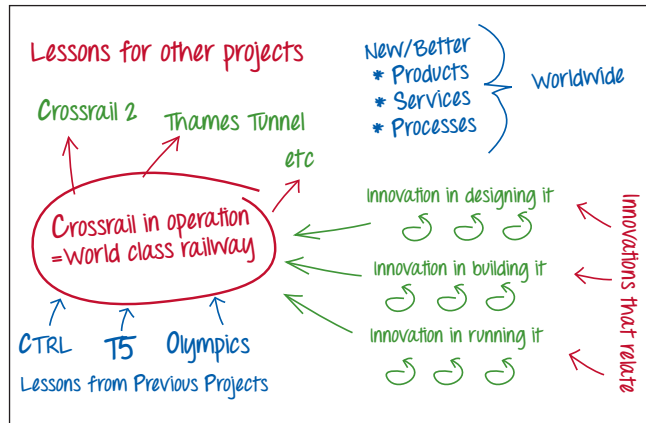 Lessons for other projects
Crossrail 2
Thames Tunnel
etc
New/Better
* Products
* Services
* Processes
Worldwide
Crossrail in operation
=World class railway
Innovation in designing it
Innovation in building it
Innovation in running it
Innovations that relate
CTRL T5 Olympics
Lessons from Previous Projects